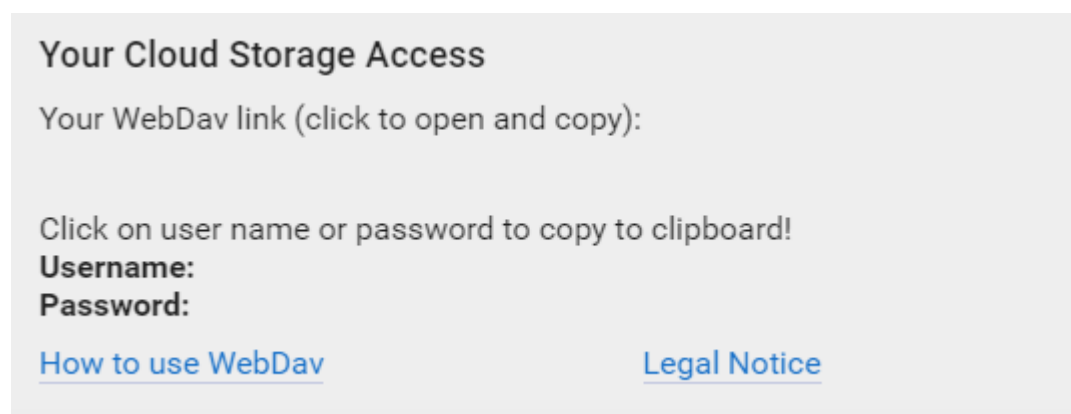 Your Cloud Storage Access
Your WebDav link (click to open and copy):
Click on user name or password to copy to clipboard!
Username:
Password:
How to use WebDav
Legal Notice